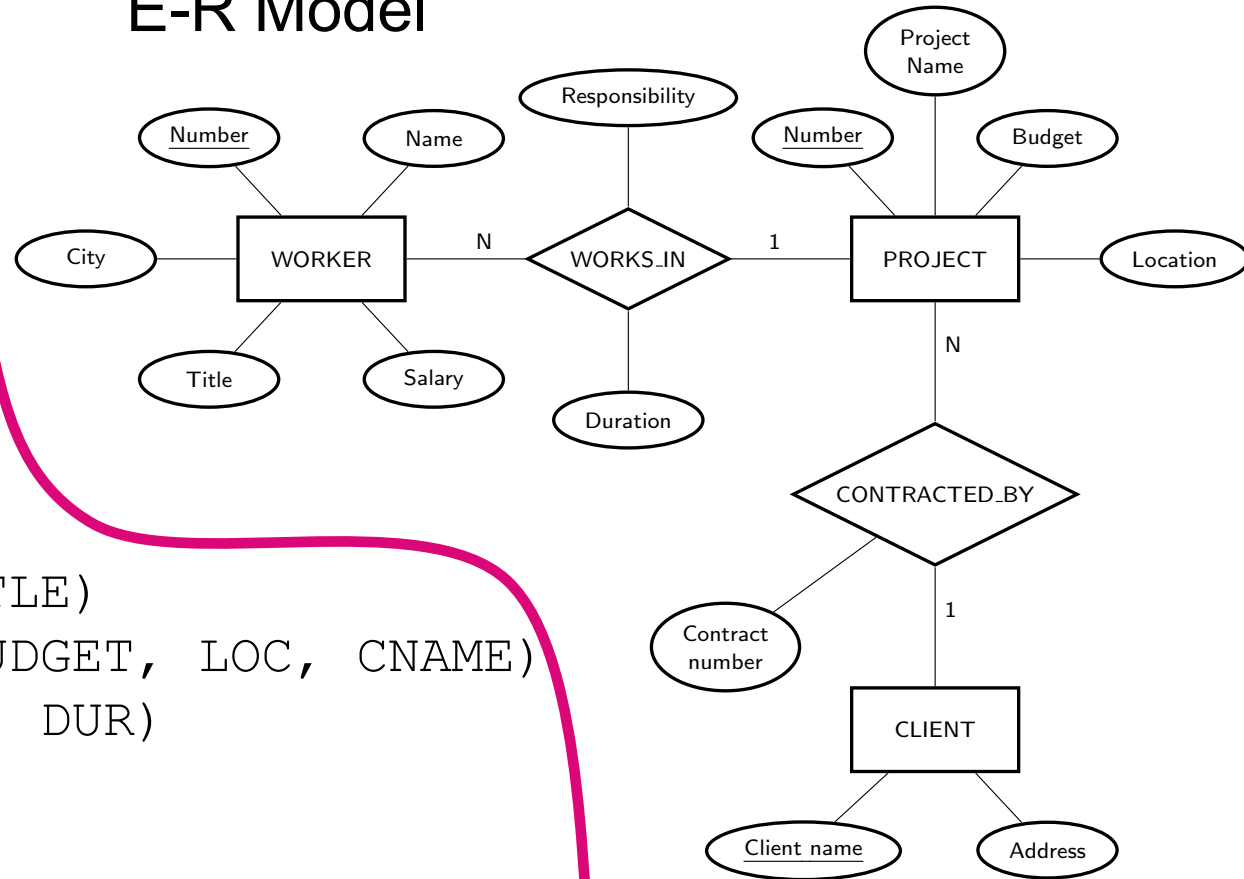 E-R Model
Project
Name
Responsibility
Number
Name
Number
Budget
City
WORKER
N
WORKS_IN
1
PROJECT
Location
N
Title
Salary
Duration
CONTRACTED_BY
TLE)
1
Contract
number
UDGET, LOC, CNAME)
DUR)
CLIENT
Client name
Address